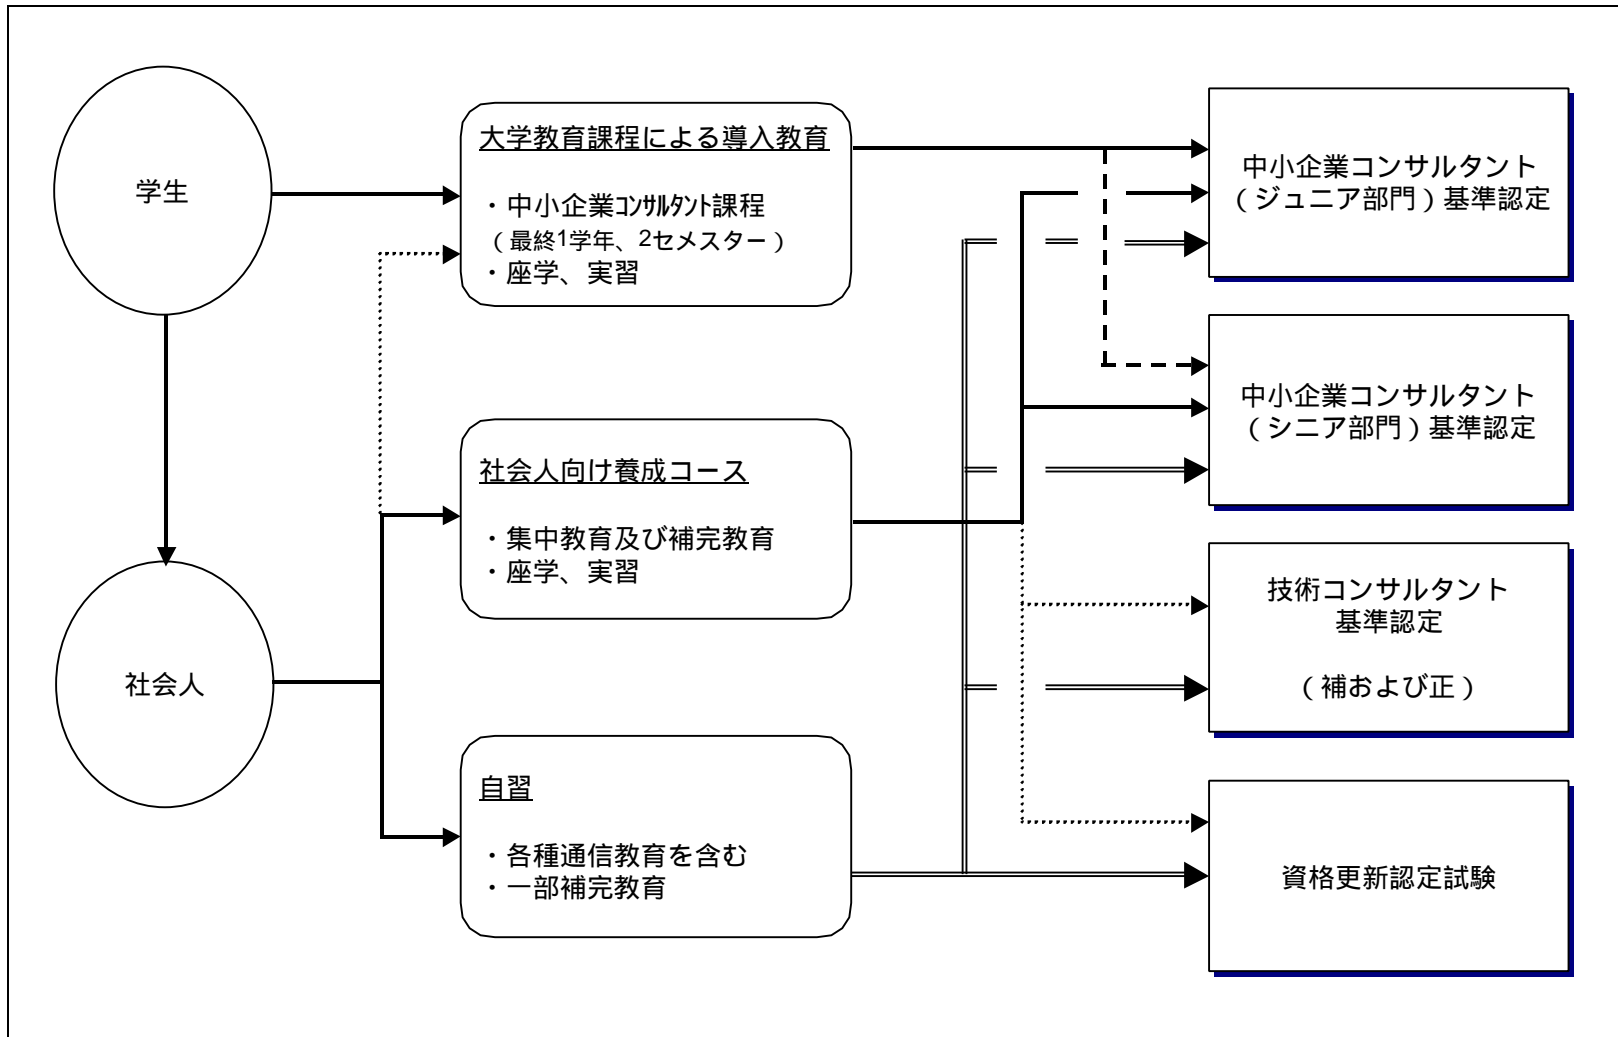 学生
社会人
大学教育課程による導入教育
・中小企業ｺﾝｻﾙﾀﾝﾄ課程
（最終1学年、2セメスター）
・座学、実習
社会人向け養成コース
・集中教育及び補完教育
・座学、実習
自習
・各種通信教育を含む
・一部補完教育
中小企業コンサルタント
（ジュニア部門）基準認定
中小企業コンサルタント
（シニア部門）基準認定
技術コンサルタント
基準認定
（補および正）
資格更新認定試験